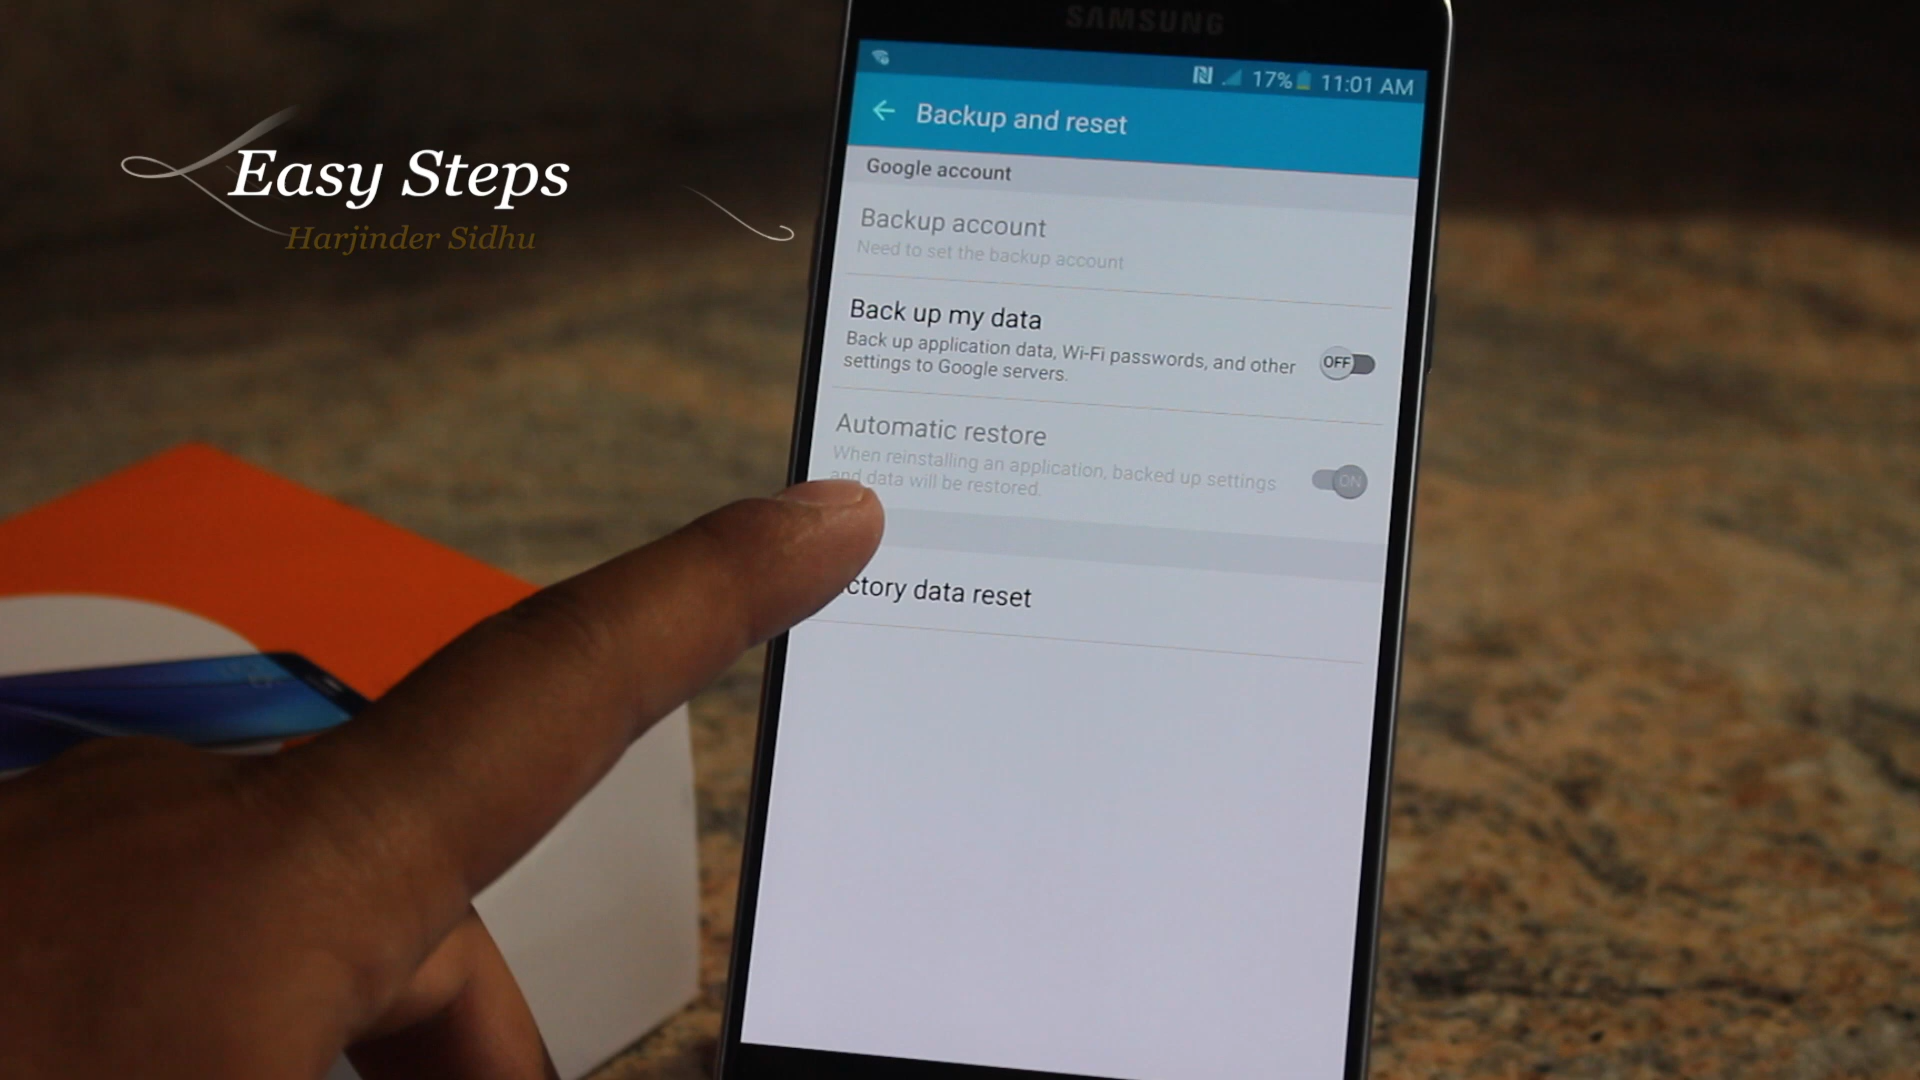 SAMSUNG
17% 11:01 AM
Backup and reset
Easy Steps
Harjinder Sidhu
Google account
Backup account
Need to set the backup account
Back up my data
Back up application data, Wi-Fi passwords, and other
settings to Google servers.
OFF
Automatic restore
When reinstalling an application, backed up settings
and data will be restored.
ON
ctory data reset